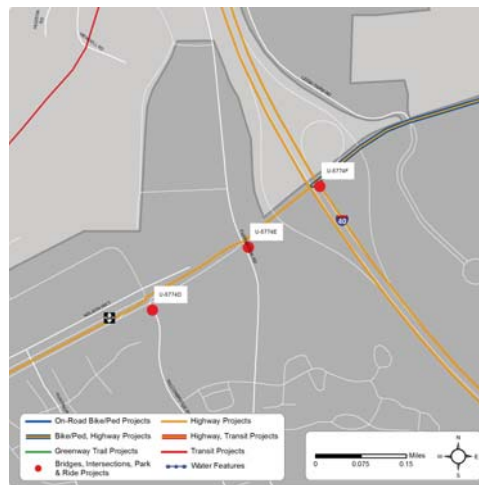 U-5774F
40
U-5774E
U-5774D
54
On-Road Bike/Ped Projects
Highway Projects
Bike/Ped, Highway Projects
Highway, Transit Projects
Greenway Trail Projects
Transit Projects
Bridges, Intersections, Park
& Ride Projects
Water Features
Miles
0 0.075 0.15
N
W E
S